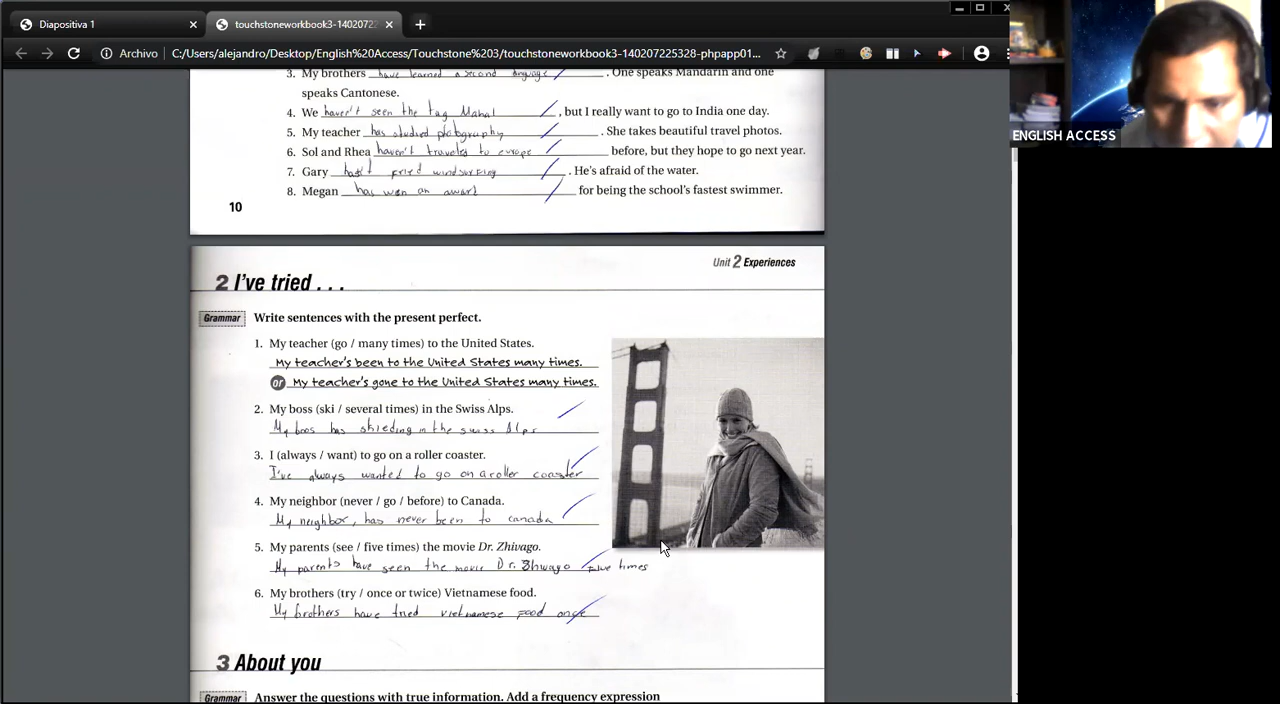 Diapositiva 1
touchstoneworkbook3-14020722
Archivo C:/Users/alejandro/Desktop/English%20Access/Touchstone%203/touchstoneworkbook3-140207225328-phpapp01...
ENGLISH ACCESS
3. My brothers have learned a second language. One speaks Mandarin and one
speaks Cantonese.
4. We haven't seen the tag Mahal, but I really want to go to India one day.
5. My teacher has studied. She takes beautiful travel photos.
6. Sol and Rhea haven't to europe before, but they hope to go next year.
7. Gary windsurfing. He's afraid of the water.
8. Megan has won an for being the school's fastest swimmer.
10
Unit 2 Experiences
2 I've tried . . .
Grammar Write sentences with the present perfect.
1. My teacher (go / many times) to the United States.
My teacher's been to the United States many times.
or My teacher's gone to the United States many times.
2. My boss (ski / several times) in the Swiss Alps.
My has in the swiss Alps
3. I (always / want) to go on a roller coaster.
I've always wanted to go on a roller coaster
4. My neighbor (never / go / before) to Canada.
My neighbor, has never been to canada
5. My parents (see / five times) the movie Dr. Zhivago.
My parents have seen the movie Dr. Five times
6. My brothers (try / once or twice) Vietnamese food.
My brothers have tried vietnamese food once
3 About you
Grammar Answer the questions with true information. Add a frequency expression